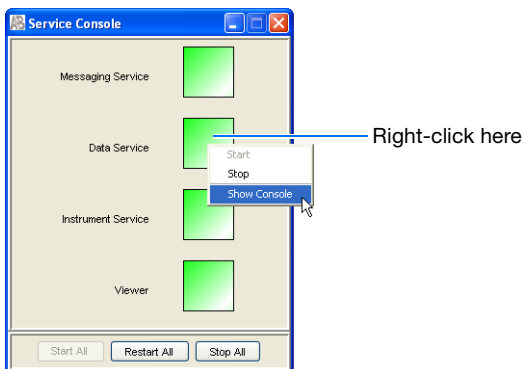 AB Service Console
Messaging Service
Data Service
Right-click here
Start
Stop
Show Console
Instrument Service
Viewer
Start All Restart All Stop All